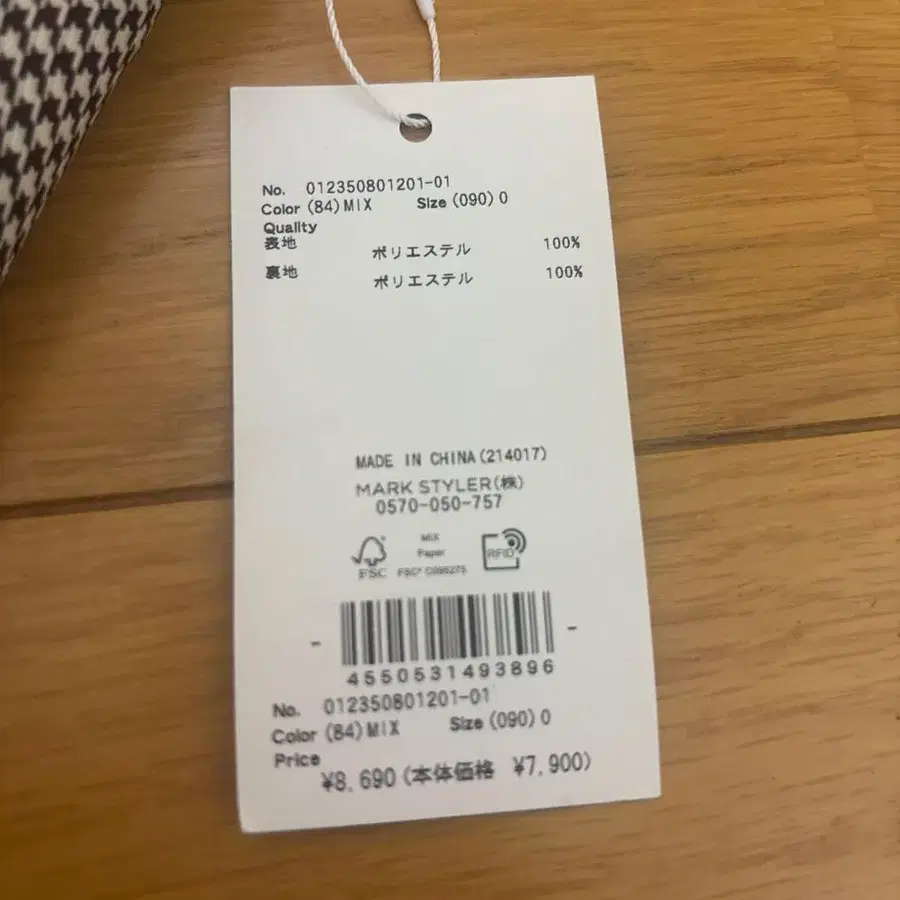 No. 012350801201-01
Color (84)MIX Size (090) 0
Quality
表地 ポリエステル 100%
裏地 ポリエステル 100%
MADE IN CHINA(214017)
MARK STYLER(株)
0570-050-757
FSC MIX Paper FSC® C095275 RFID
4550531493896
No. 012350801201-01
Color (84)MIX Size (090) 0
Price
¥8,690(本体価格 ¥7,900)